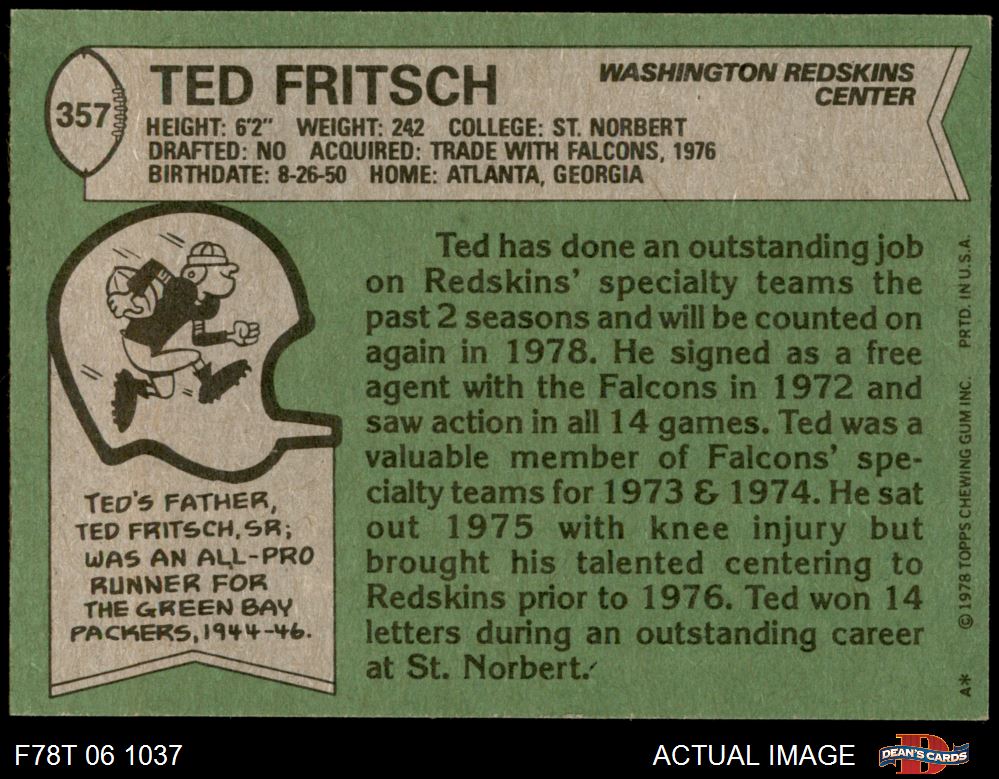 357
TED FRITSCH
WASHINGTON REDSKINS
CENTER
HEIGHT: 6'2" WEIGHT: 242 COLLEGE: ST. NORBERT
DRAFTED: NO ACQUIRED: TRADE WITH FALCONS, 1976
BIRTHDATE: 8-26-50 HOME: ATLANTA, GEORGIA
TED'S FATHER,
TED FRITSCH, SR;
WAS AN ALL-PRO
RUNNER FOR
THE GREEN BAY
PACKERS, 1944-46.
Ted has done an outstanding job
on Redskins' specialty teams the
past 2 seasons and will be counted on
again in 1978. He signed as a free
agent with the Falcons in 1972 and
saw action in all 14 games. Ted was a
valuable member of Falcons' spe-
cialty teams for 1973 & 1974. He sat
out 1975 with knee injury but
brought his talented centering to
Redskins prior to 1976. Ted won 14
letters during an outstanding career
at St. Norbert.
A* © 1978 TOPPS CHEWING GUM INC. PRTD. IN U.S.A.
F78T 06 1037
ACTUAL IMAGE
D
DEAN'S CARDS